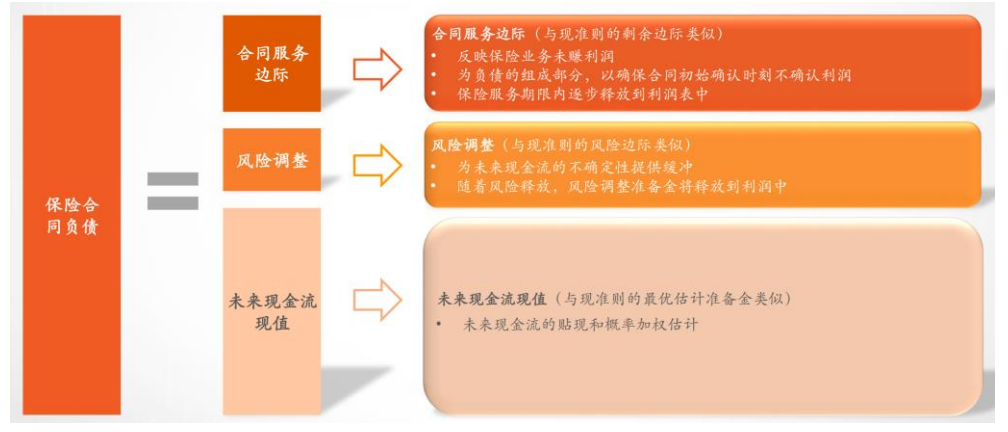 保险合
同负债
合同服务
边际
合同服务边际（与现准则的剩余边际类似）
• 反映保险业务未赚利润
• 为负债的组成部分，以确保合同初始确认时刻不确认利润
• 保险服务期限内逐步释放到利润表中
风险调整
风险调整（与现准则的风险边际类似）
• 为未来现金流的不确定性提供缓冲
• 随着风险释放，风险调整准备金将释放到利润中
未来现金流
现值
未来现金流现值（与现准则的最优估计准备金类似）
• 未来现金流的贴现和概率加权估计